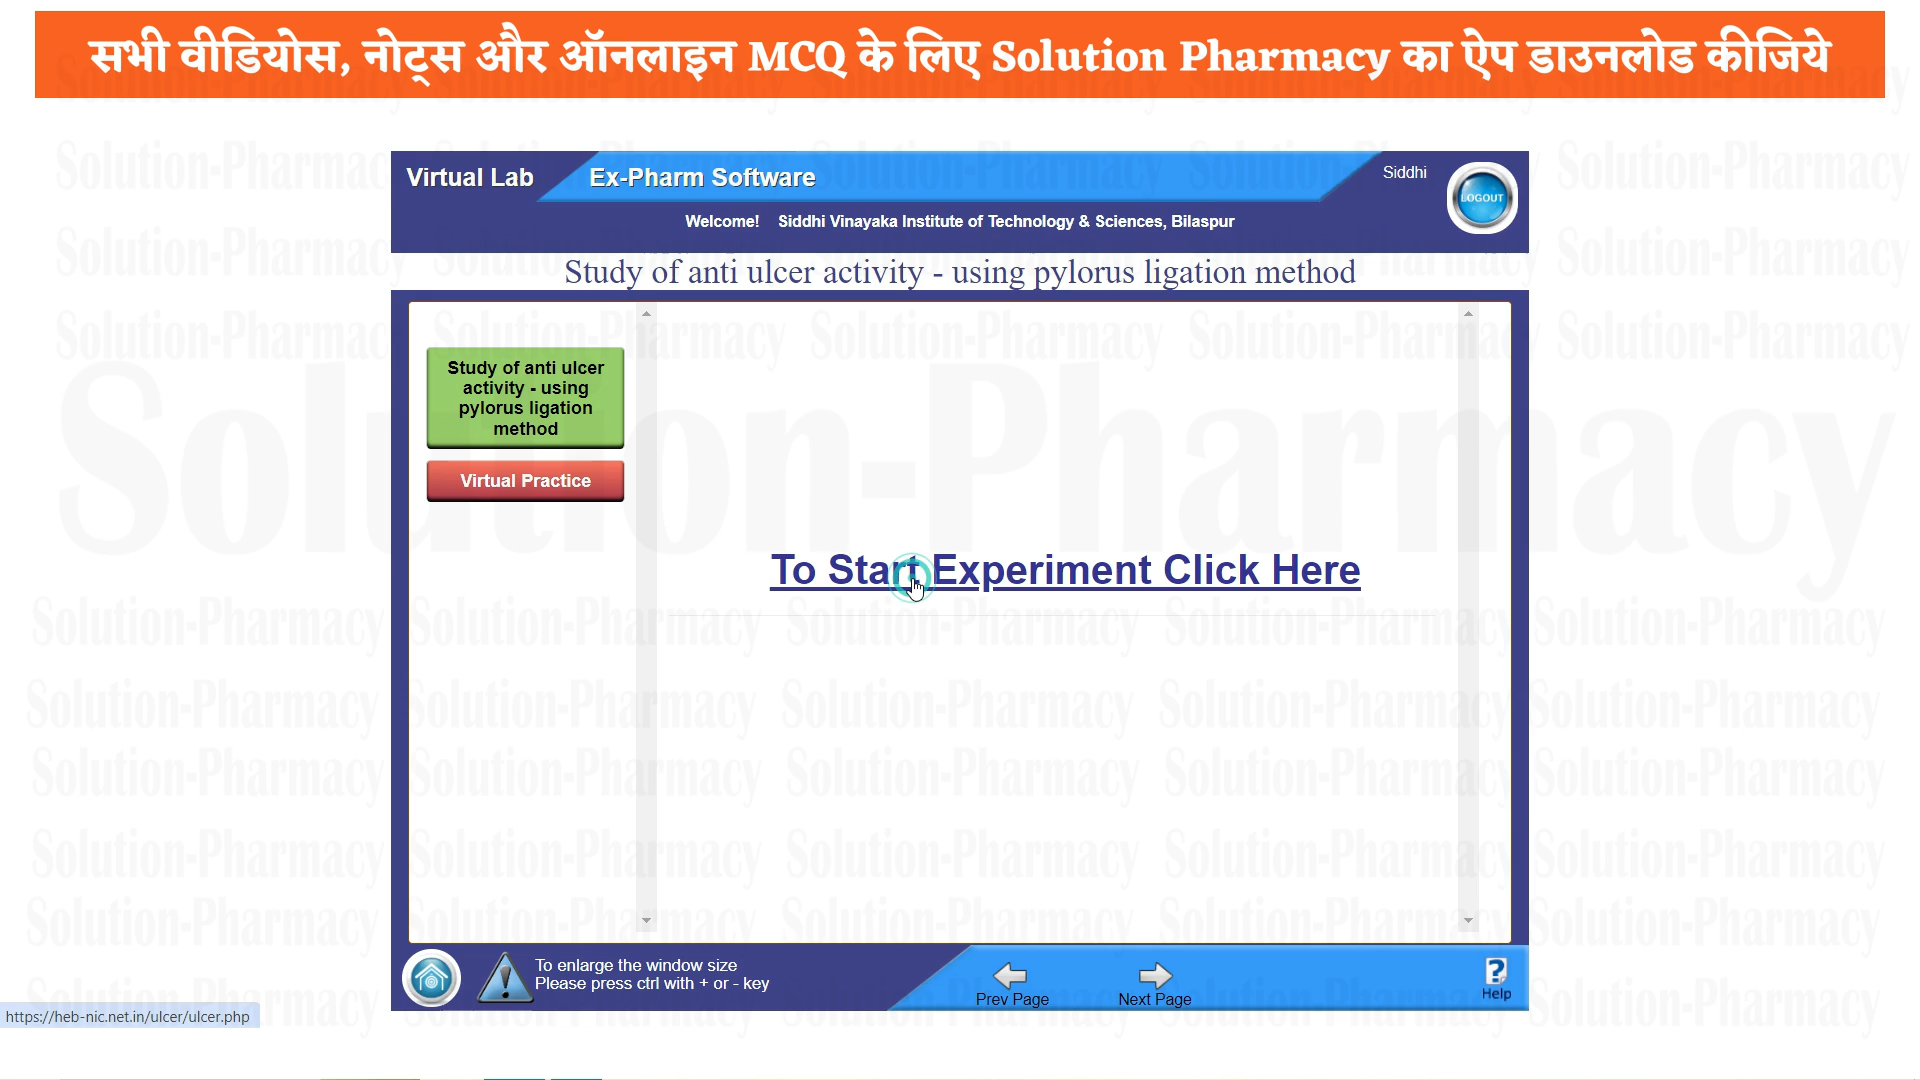 सभी वीडियोस, नोट्स और ऑनलाइन MCQ के लिए Solution Pharmacy का ऐप डाउनलोड कीजिये
Virtual Lab
Ex-Pharm Software
Siddhi
LOGOUT
Welcome! Siddhi Vinayaka Institute of Technology & Sciences, Bilaspur
Study of anti ulcer activity - using pylorus ligation method
Study of anti ulcer
activity - using
pylorus ligation
method
Virtual Practice
To Start Experiment Click Here
Solution-Pharmacy
To enlarge the window size
Please press ctrl with + or - key
Prev Page
Next Page
Help
https://heb-nic.net.in/ulcer/ulcer.php